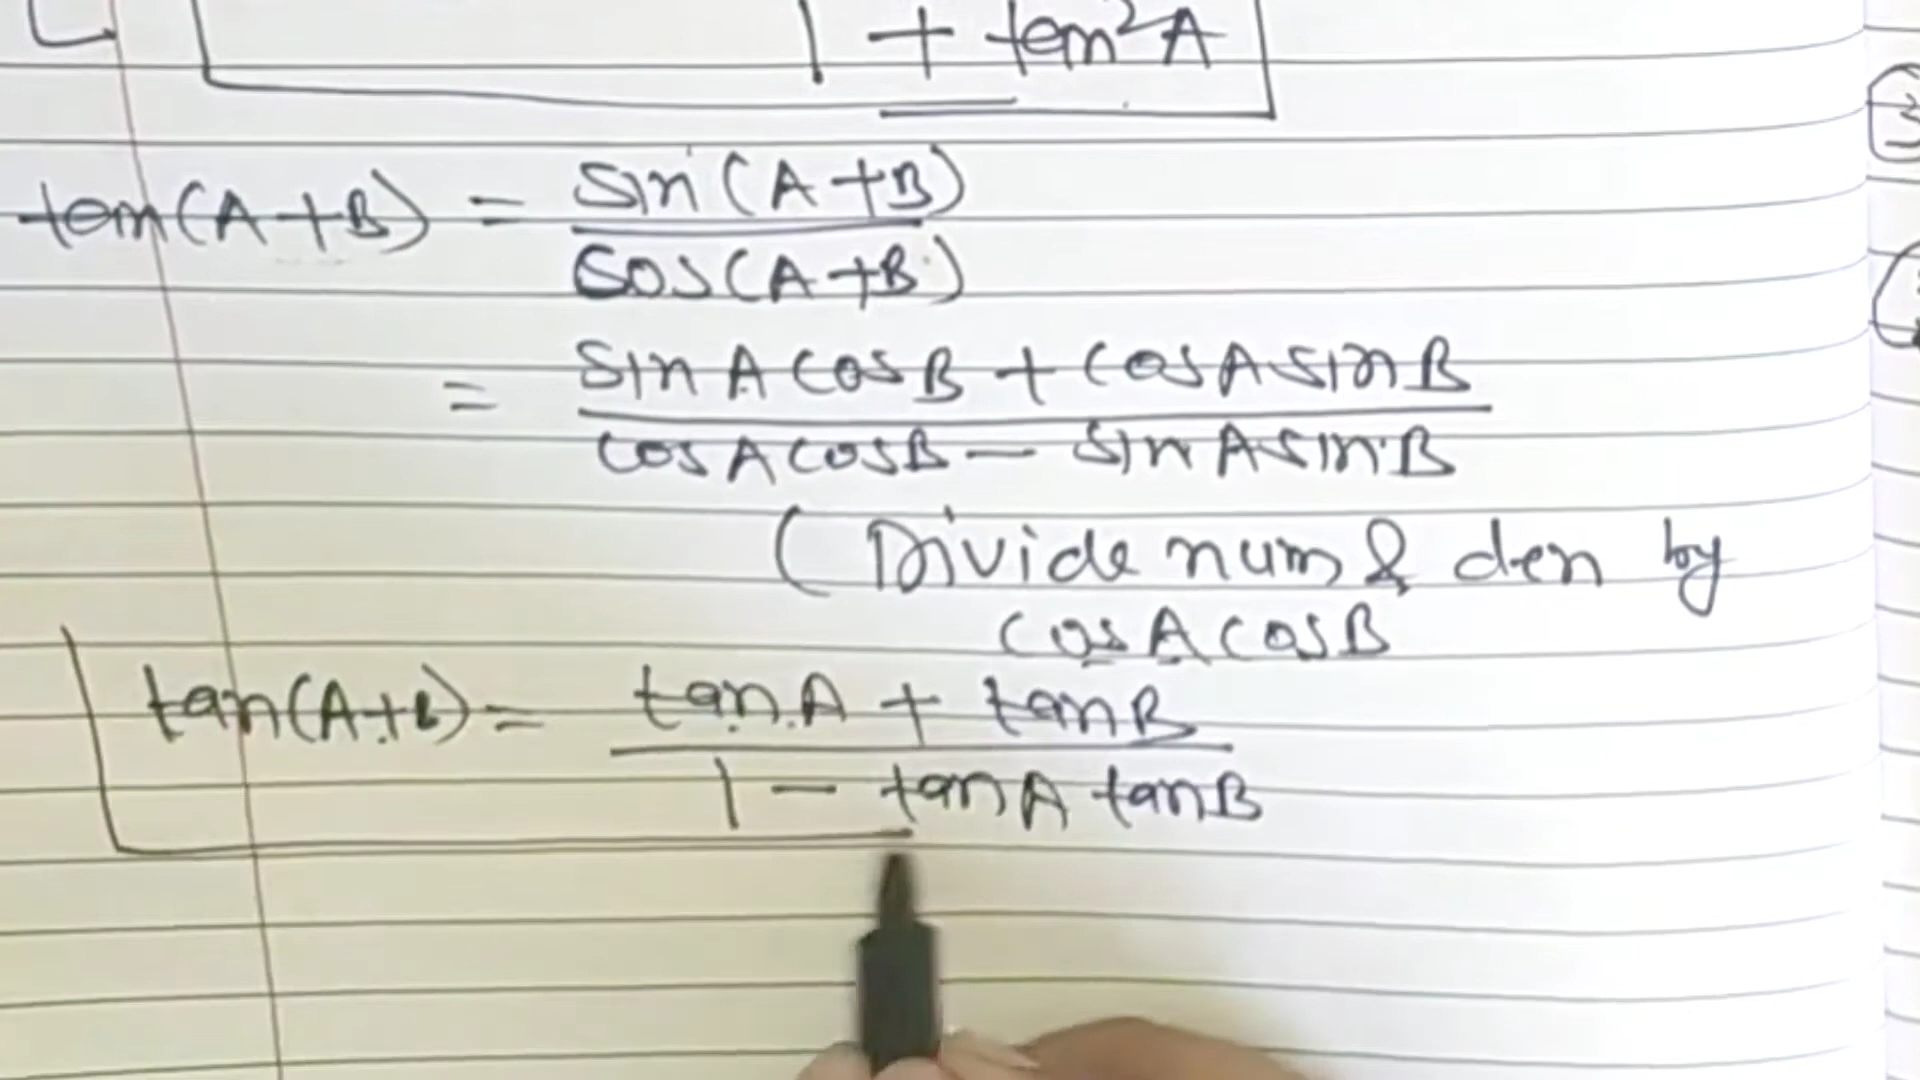 1 + tan²A
tan(A+B) = sin(A+B)
cos(A+B)
= sinA cosB + cosA sinB
cosA cosB - sinA sinB
(Divide num & den by
cosA cosB
tan(A+B) = tanA + tanB
1 - tanA tanB
3